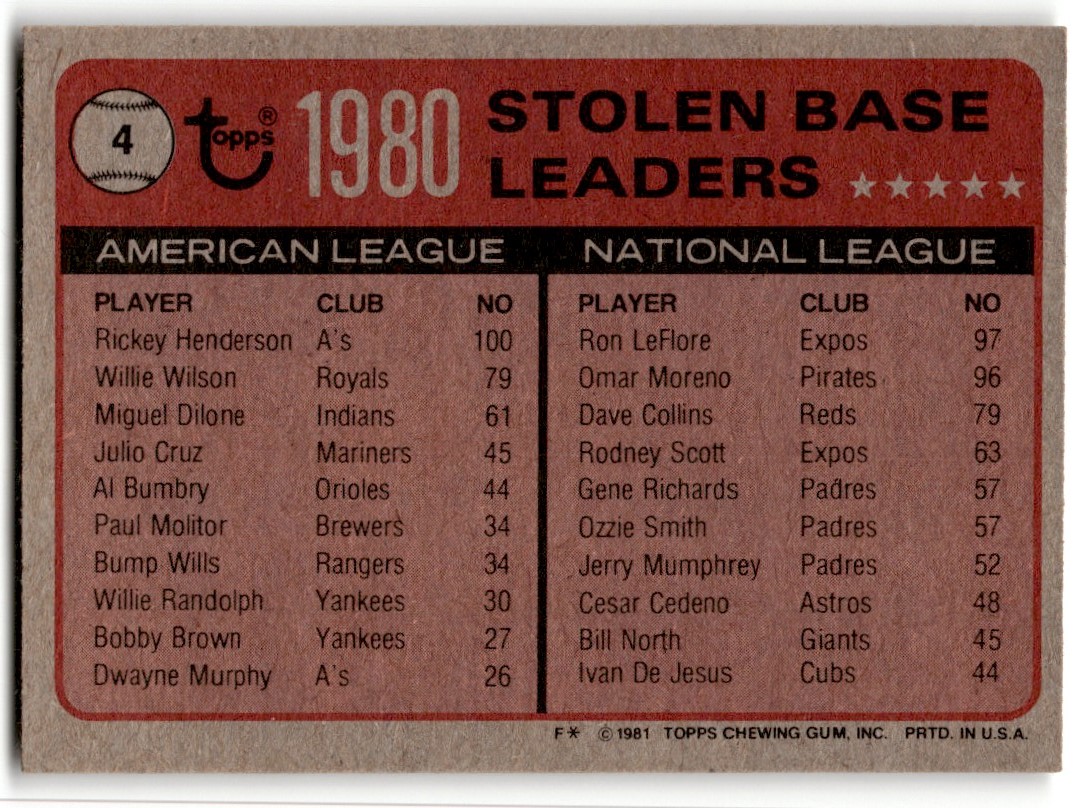 4 topps® 1980 STOLEN BASE
LEADERS
AMERICAN LEAGUE
PLAYER CLUB NO
Rickey Henderson A's 100
Willie Wilson Royals 79
Miguel Dilone Indians 61
Julio Cruz Mariners 45
Al Bumbry Orioles 44
Paul Molitor Brewers 34
Bump Wills Rangers 34
Willie Randolph Yankees 30
Bobby Brown Yankees 27
Dwayne Murphy A's 26
NATIONAL LEAGUE
PLAYER CLUB NO
Ron LeFlore Expos 97
Omar Moreno Pirates 96
Dave Collins Reds 79
Rodney Scott Expos 63
Gene Richards Padres 57
Ozzie Smith Padres 57
Jerry Mumphrey Padres 52
Cesar Cedeno Astros 48
Bill North Giants 45
Ivan De Jesus Cubs 44
F* © 1981 TOPPS CHEWING GUM, INC. PRTD. IN U.S.A.